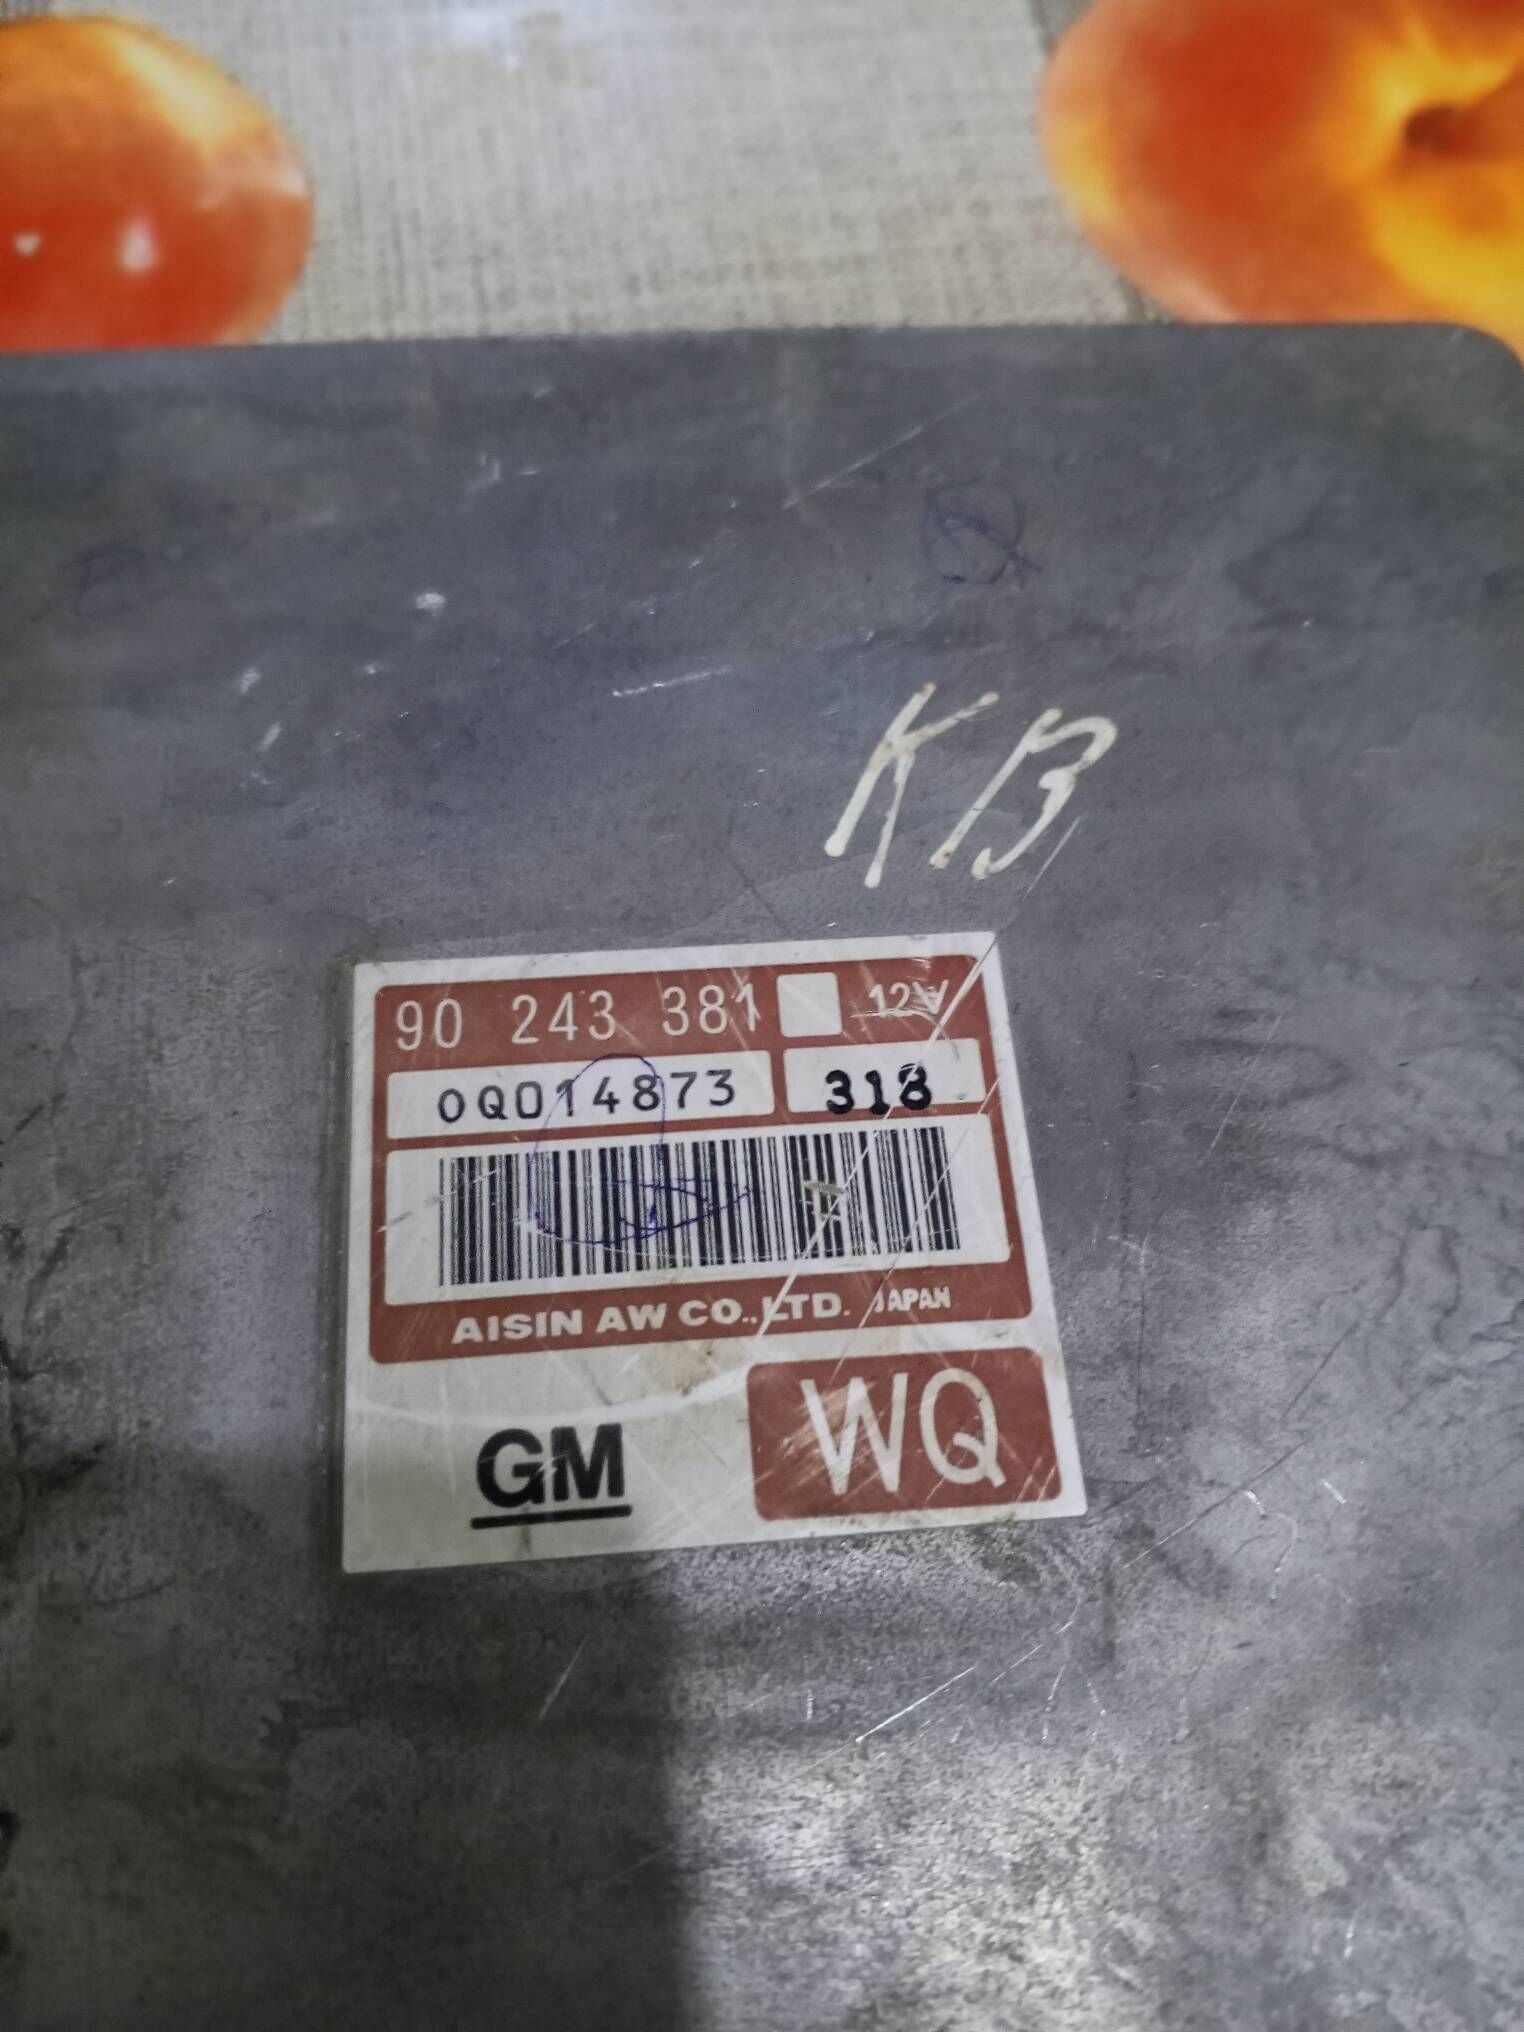 KB
90 243 381 12V
0Q014873 318
AISIN AW CO.,LTD. JAPAN
GM WQ